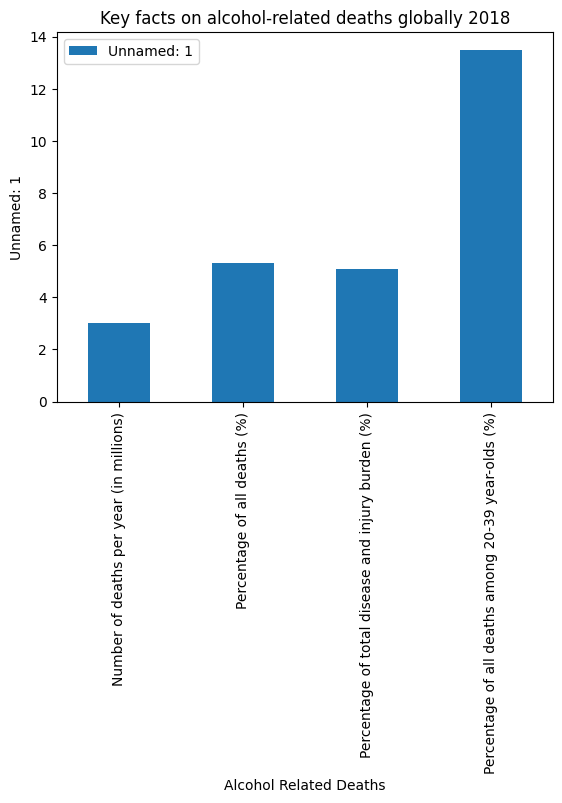 Key facts on alcohol-related deaths globally 2018
Unnamed: 1
Unnamed: 1
14
12
10
8
6
4
2
0
Number of deaths per year (in millions)
Percentage of all deaths (%)
Percentage of total disease and injury burden (%)
Percentage of all deaths among 20-39 year-olds (%)
Alcohol Related Deaths